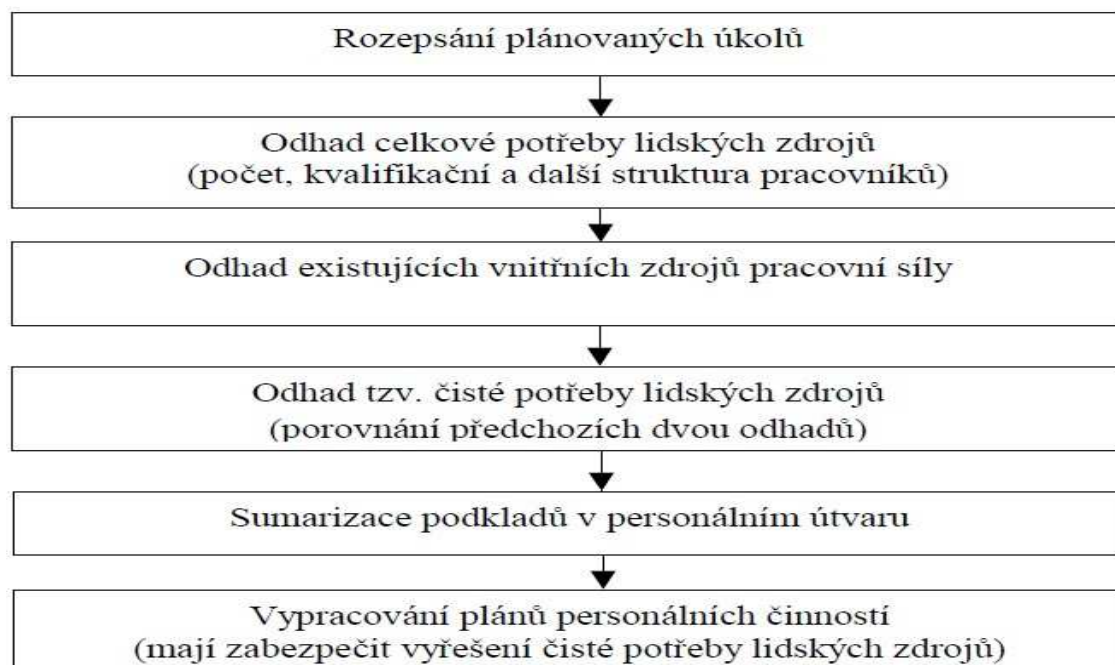 Rozepsání plánovaných úkolů
Odhad celkové potřeby lidských zdrojů
(počet, kvalifikační a další struktura pracovníků)
Odhad existujících vnitřních zdrojů pracovní síly
Odhad tzv. čisté potřeby lidských zdrojů
(porovnání předchozích dvou odhadů)
Sumarizace podkladů v personálním útvaru
Vypracování plánů personálních činností
(mají zabezpečit vyřešení čisté potřeby lidských zdrojů)